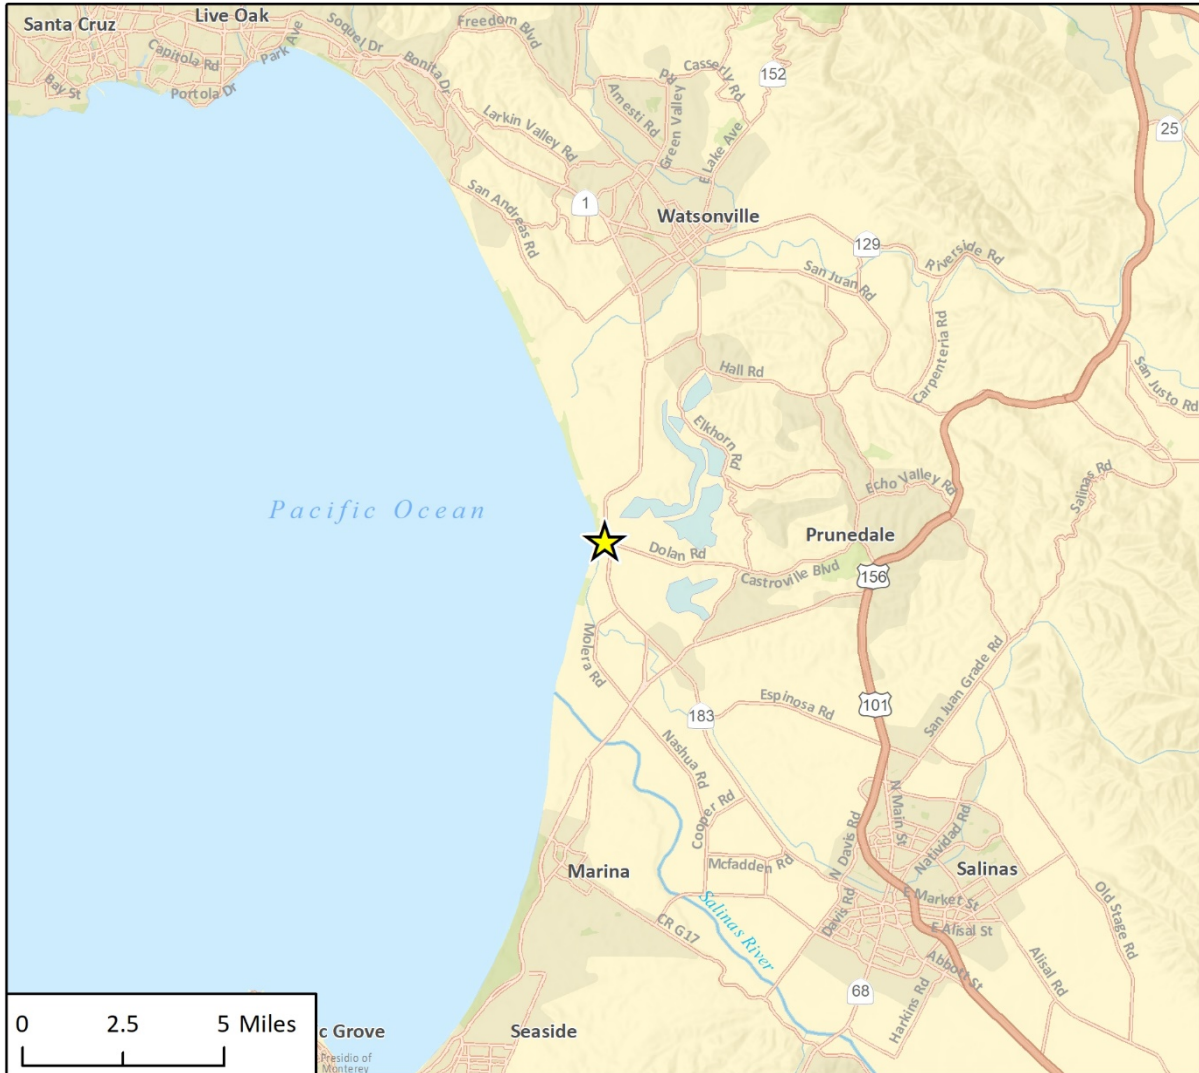 Santa Cruz
Live Oak
Soquel Dr
Park Ave
Freedom Blvd
Capitola Rd
Bonita Dr
Bay St
Portola Dr
Casserly Rd
152
Amesti Rd
Green Valley Rd
25
Larkin Valley Rd
E Lake Ave
San Andreas Rd
1
Watsonville
129
Riverside Rd
San Juan Rd
Carpenteria Rd
Hall Rd
San Justo Rd
Elkhorn Rd
Echo Valley Rd
Salinas Rd
Pacific Ocean
Prunedale
Dolan Rd
Castroville Blvd
156
Molera Rd
San Juan Grade Rd
Espinosa Rd
101
183
Nashua Rd
Cooper Rd
N Main St
Natividad Rd
N Davis Rd
Marina
Mcfadden Rd
Salinas
E Market St
Old Stage Rd
Davis Rd
CR G17
Salinas River
E Alisal St
Alisal Rd
Abbott St
68
Harkins Rd
0 2.5 5 Miles
c Grove
Seaside
Presidio of
Monterey